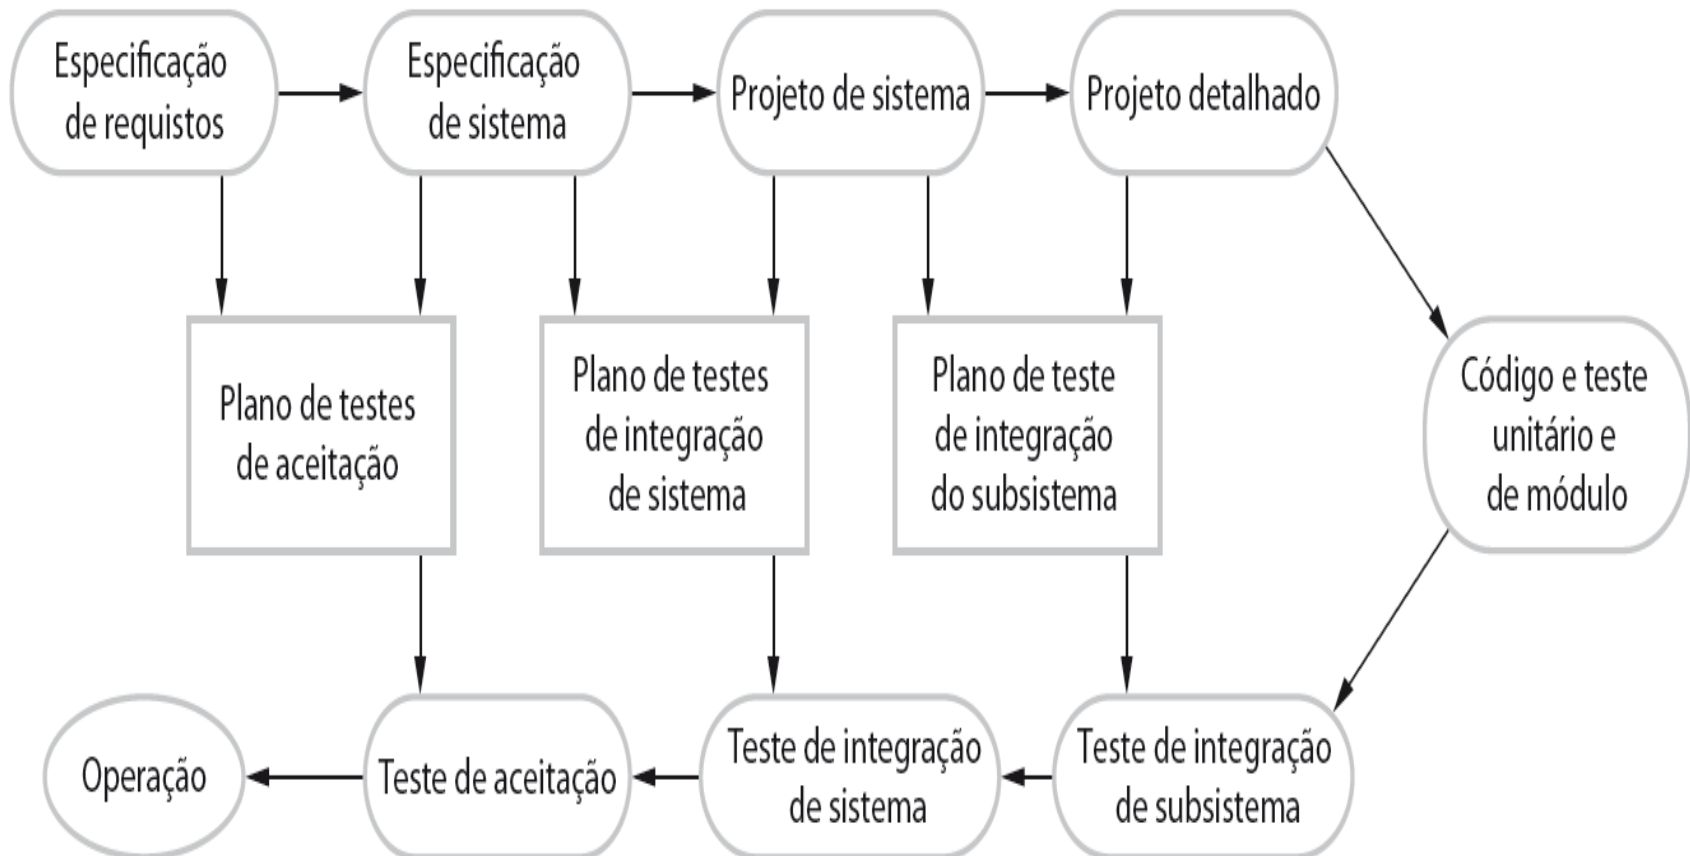 Especificação
de requistos
Especificação
de sistema
Projeto de sistema
Projeto detalhado
Plano de testes
de aceitação
Plano de testes
de integração
de sistema
Plano de teste
de integração
do subsistema
Código e teste
unitário e
de módulo
Operação
Teste de aceitação
Teste de integração
de sistema
Teste de integração
de subsistema